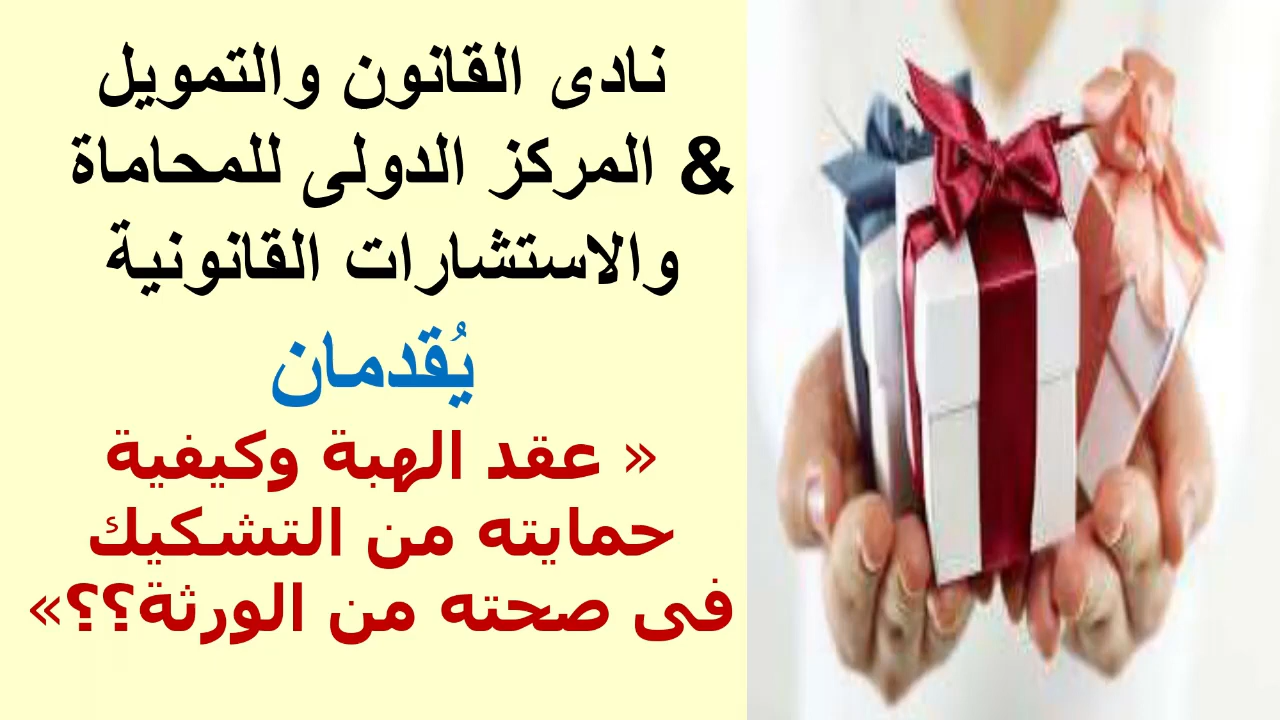 نادى القانون والتمويل
& المركز الدولى للمحاماة
والاستشارات القانونية
يُقدمان
« عقد الهبة وكيفية
حمايته من التشكيك
فى صحته من الورثة؟؟»